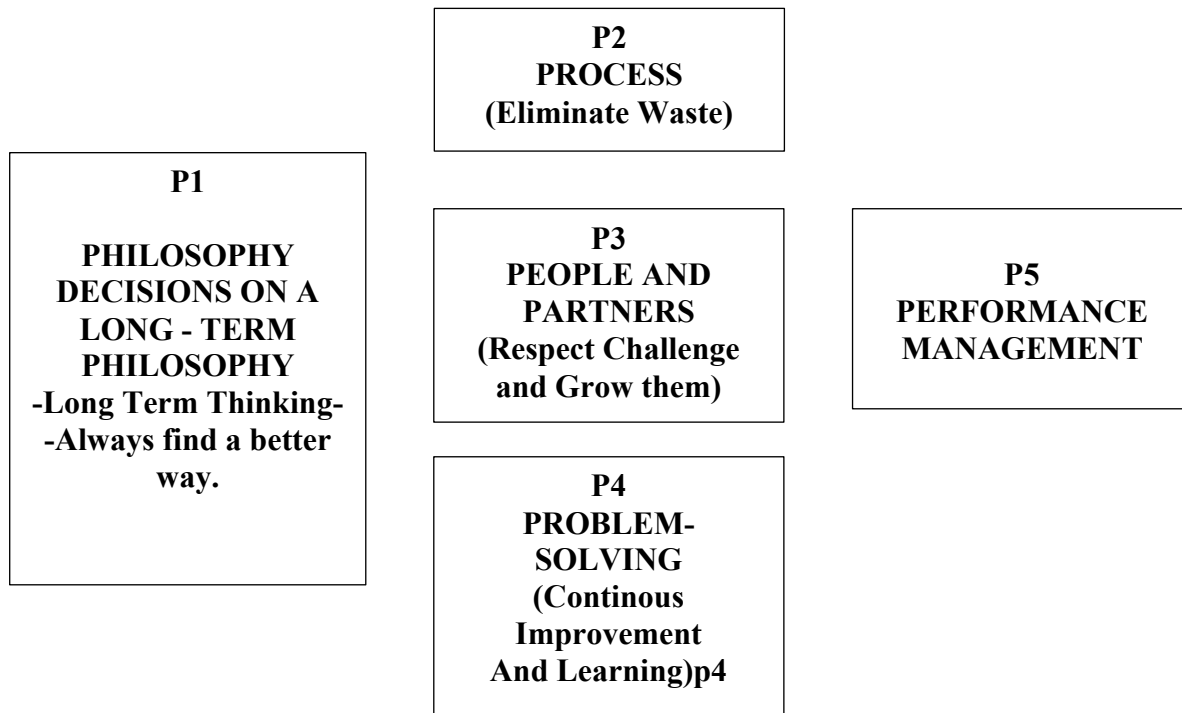 P2
PROCESS
(Eliminate Waste)
P1
PHILOSOPHY
DECISIONS ON A
LONG - TERM
PHILOSOPHY
-Long Term Thinking-
-Always find a better
way.
P3
PEOPLE AND
PARTNERS
(Respect Challenge
and Grow them)
P5
PERFORMANCE
MANAGEMENT
P4
PROBLEM-
SOLVING
(Continous
Improvement
And Learning)p4